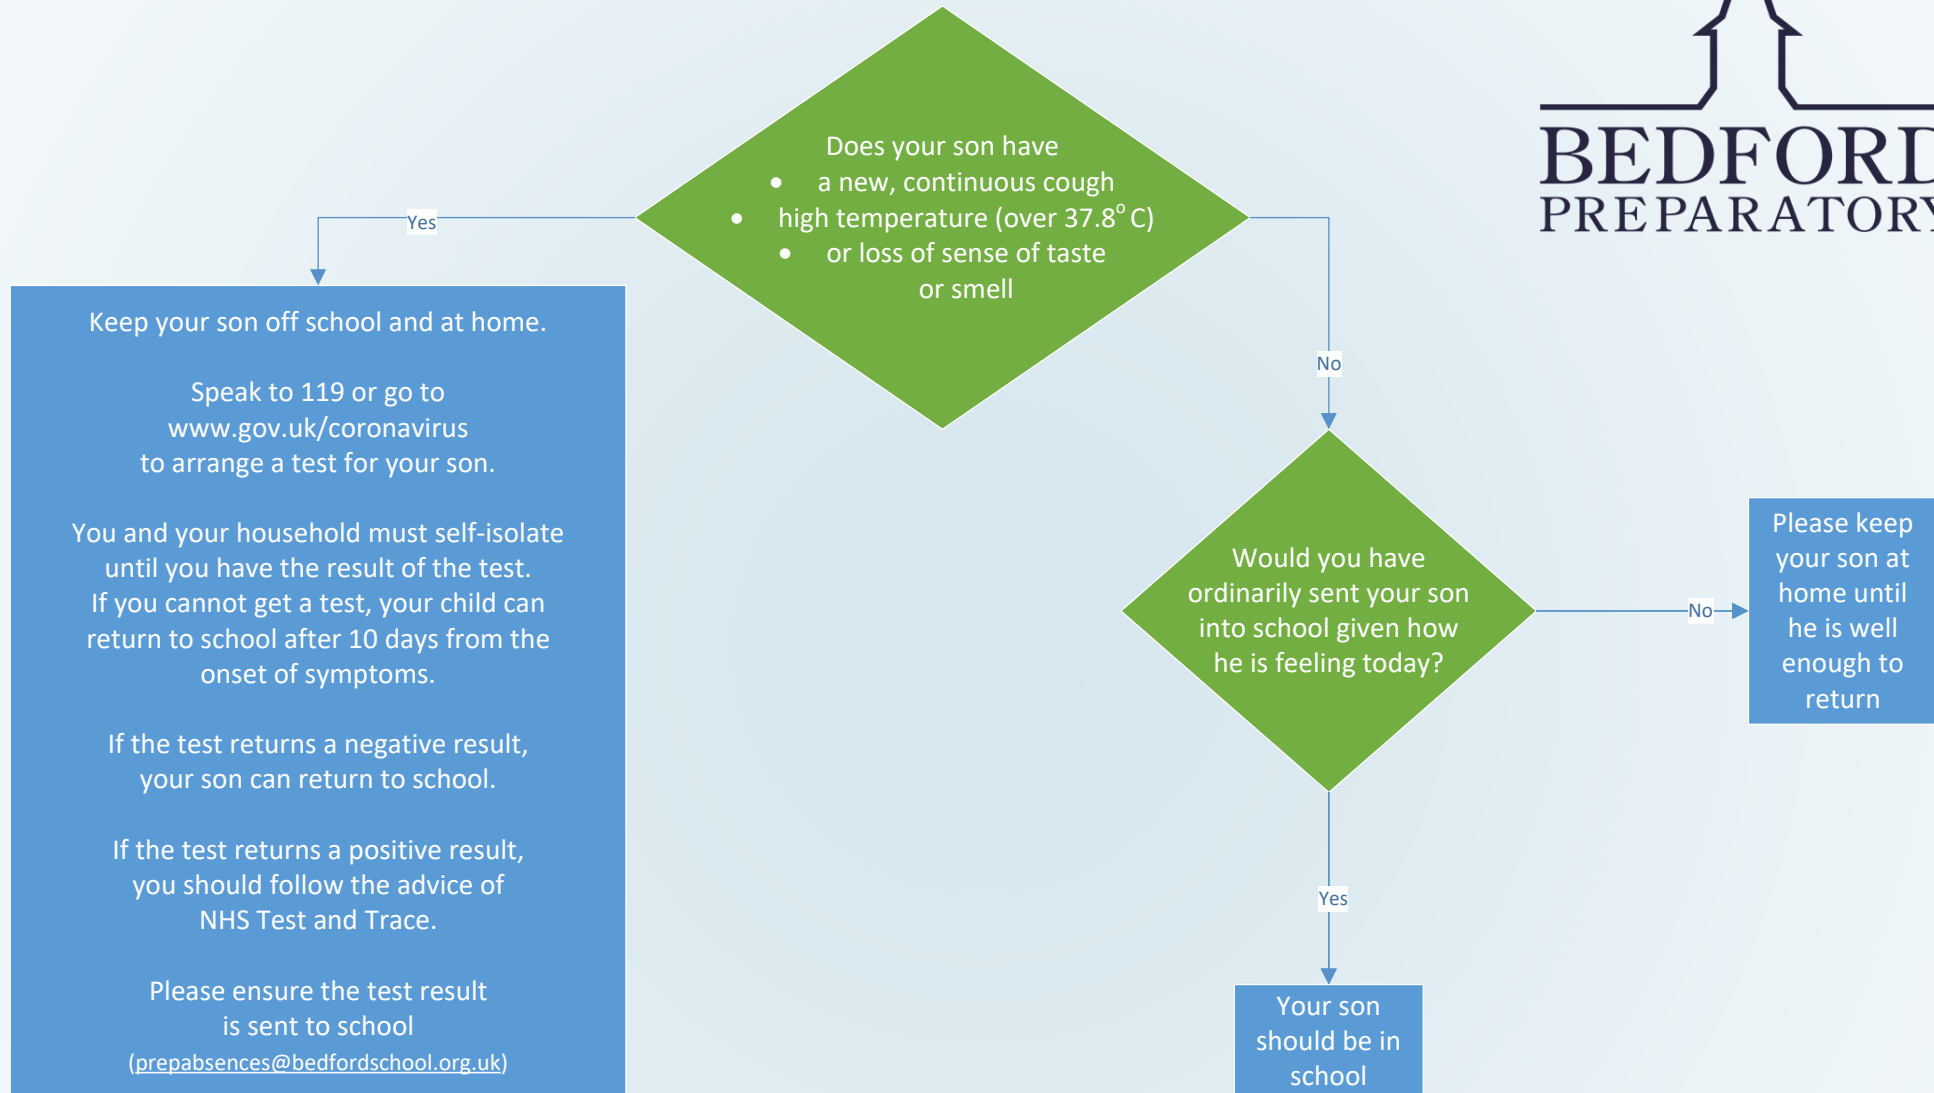 BEDFORD
PREPARATORY
Does your son have
• a new, continuous cough
• high temperature (over 37.8° C)
• or loss of sense of taste
or smell
Yes
No
Keep your son off school and at home.
Speak to 119 or go to
www.gov.uk/coronavirus
to arrange a test for your son.
You and your household must self-isolate
until you have the result of the test.
If you cannot get a test, your child can
return to school after 10 days from the
onset of symptoms.
If the test returns a negative result,
your son can return to school.
If the test returns a positive result,
you should follow the advice of
NHS Test and Trace.
Please ensure the test result
is sent to school
(prepabsences@bedfordschool.org.uk)
Would you have
ordinarily sent your son
into school given how
he is feeling today?
No
Please keep
your son at
home until
he is well
enough to
return
Yes
Your son
should be in
school